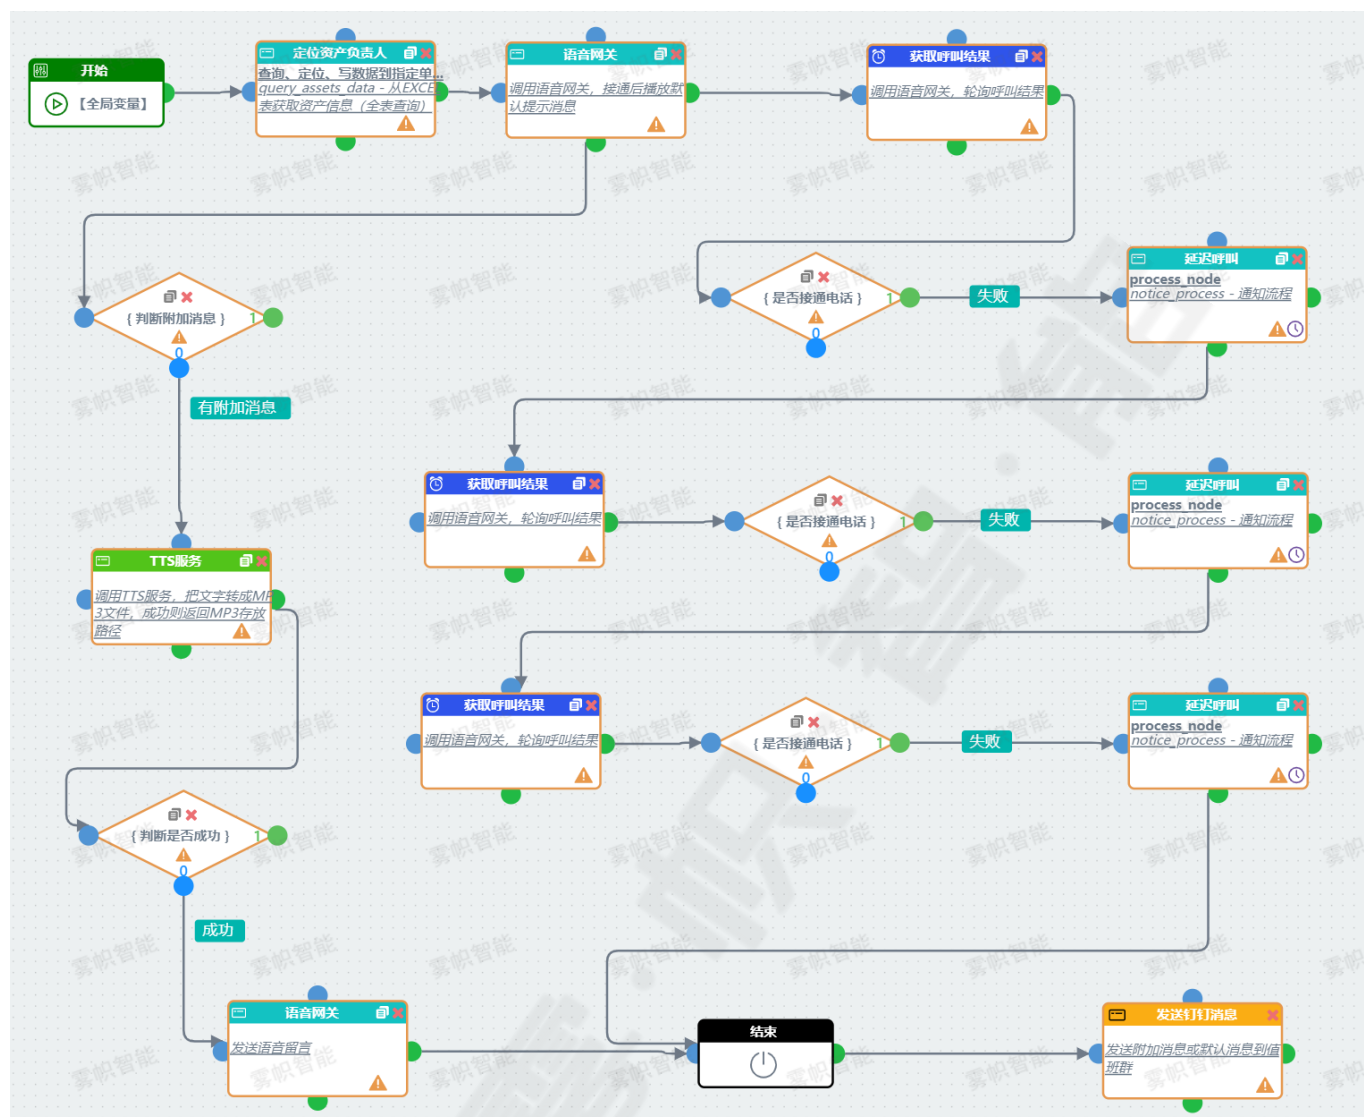 开始
【全局变量】
定位资产负责人
查询、定位、写数据到指定单...
query_assets_data - 从EXCE
表获取资产信息（全表查询）
语音网关
调用语音网关，接通后播放默
认提示消息
获取呼叫结果
调用语音网关，轮询呼叫结果
{ 判断附加消息 }
1
0
有附加消息
{ 是否接通电话 }
1
0
失败
延迟呼叫
process_node
notice_process - 通知流程
获取呼叫结果
调用语音网关，轮询呼叫结果
{ 是否接通电话 }
1
0
失败
延迟呼叫
process_node
notice_process - 通知流程
TTS服务
调用TTS服务，把文字转成MP
3文件，成功则返回MP3存放
路径
获取呼叫结果
调用语音网关，轮询呼叫结果
{ 是否接通电话 }
1
0
失败
延迟呼叫
process_node
notice_process - 通知流程
{ 判断是否成功 }
1
0
成功
语音网关
发送语音留言
结束
发送钉钉消息
发送附加消息或默认消息到值
班群
雾帜智能